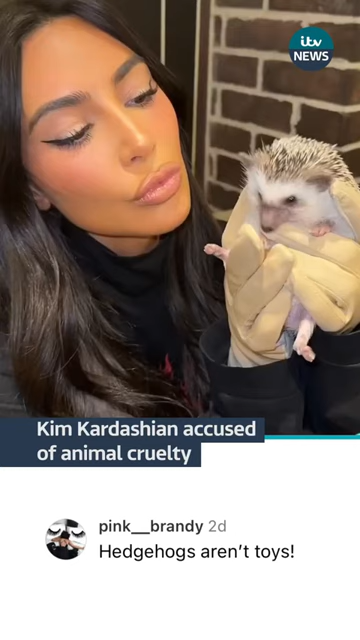 itv
NEWS
Kim Kardashian accused
of animal cruelty
pink__brandy 2d
Hedgehogs aren't toys!